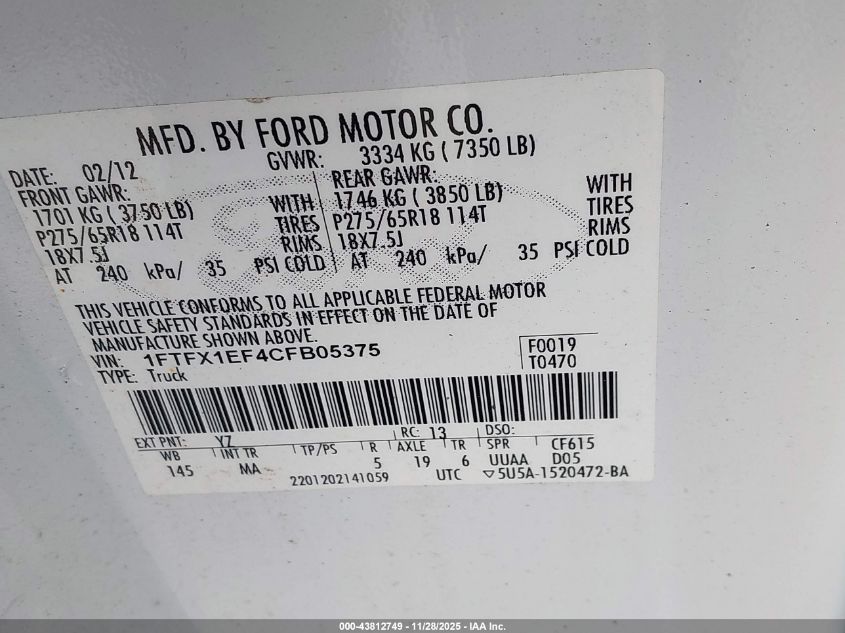 MFD. BY FORD MOTOR CO.
DATE: 02/12 GVWR: 3334 KG ( 7350 LB)
FRONT GAWR: REAR GAWR:
1701 KG ( 3750 LB) WITH 1746 KG ( 3850 LB) WITH
P275/65R18 114T TIRES P275/65R18 114T TIRES
18X7.5J RIMS 18X7.5J RIMS
AT 240 kPa/ 35 PSI COLD AT 240 kPa/ 35 PSI COLD
THIS VEHICLE CONFORMS TO ALL APPLICABLE FEDERAL MOTOR
VEHICLE SAFETY STANDARDS IN EFFECT ON THE DATE OF
MANUFACTURE SHOWN ABOVE.
VIN: 1FTFX1EF4CFB05375 F0019
TYPE: Truck T0470
EXT PNT: YZ RC: 13 DSO:
WB INT TR TP/PS R AXLE TR SPR CF615
145 MA 5 19 6 UUAA D05
2201202141059 UTC ▽5U5A-1520472-BA
000-43812749 - 11/28/2025 - IAA Inc.